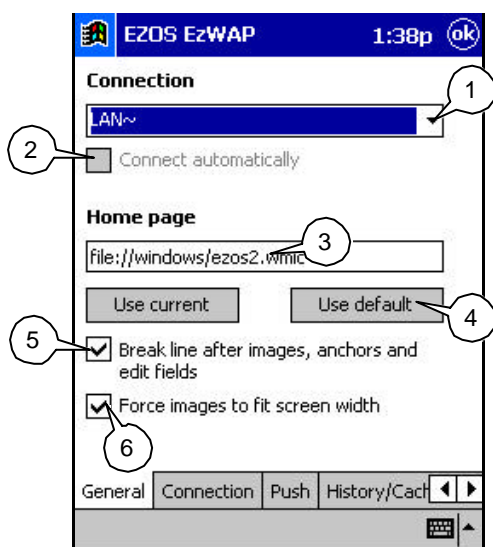 EZOS EzWAP 1:38p ok
Connection
1
LAN~
2
Connect automatically
Home page
3
file://windows/ezos2.wmlc
Use current Use default
4
5
Break line after images, anchors and
edit fields
Force images to fit screen width
6
General Connection Push History/Cach